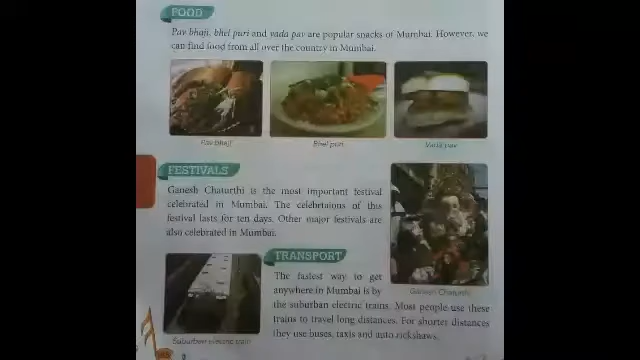 FOOD
Pav bhaji, bhel puri and vada pav are popular snacks of Mumbai. However, we
can find food from all over the country in Mumbai.
Pav bhaji
Bhel puri
Vada pav
FESTIVALS
Ganesh Chaturthi is the most important festival
celebrated in Mumbai. The celebrtaions of this
festival lasts for ten days. Other major festivals are
also celebrated in Mumbai.
Ganesh Chaturthi
TRANSPORT
The fastest way to get
anywhere in Mumbai is by
the suburban electric trains. Most people use these
trains to travel long distances. For shorter distances
they use buses, taxis and auto rickshaws.
Suburban electric train